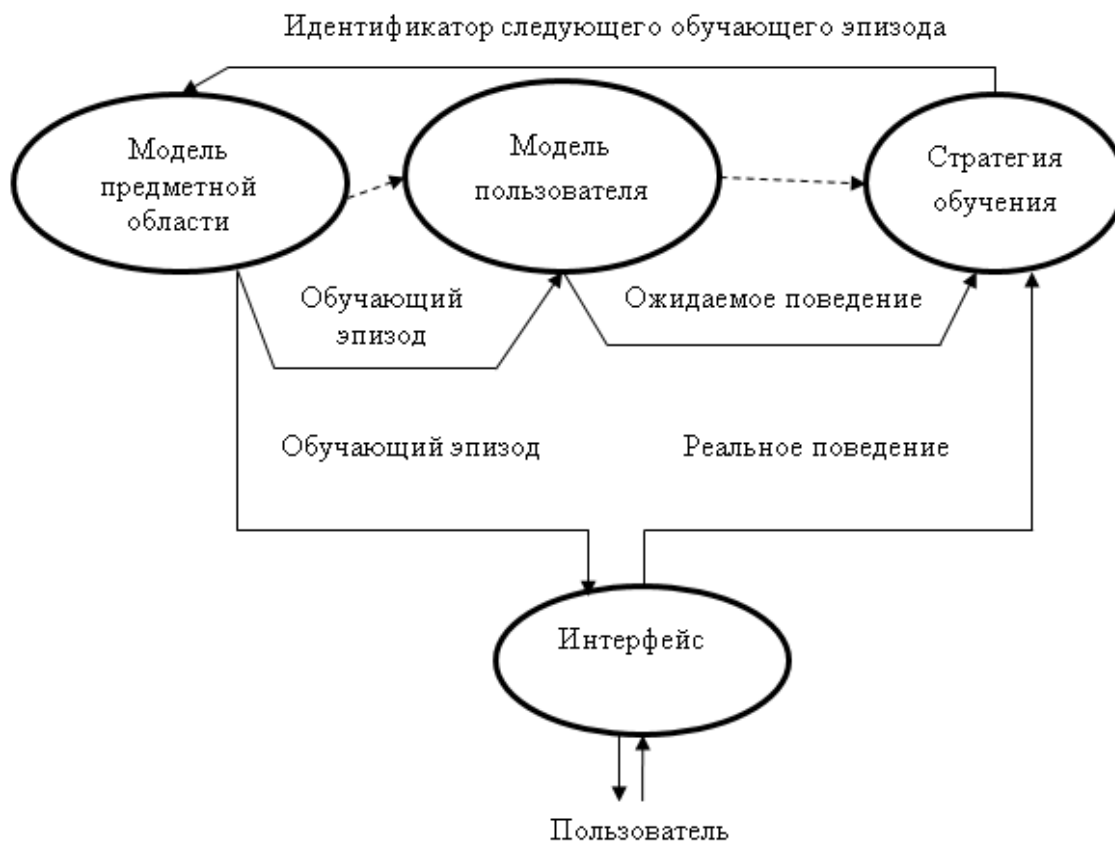 Идентификатор следующего обучающего эпизода
Модель
предметной
области
Модель
пользователя
Стратегия
обучения
Обучающий
эпизод
Ожидаемое поведение
Обучающий эпизод
Реальное поведение
Интерфейс
Пользователь